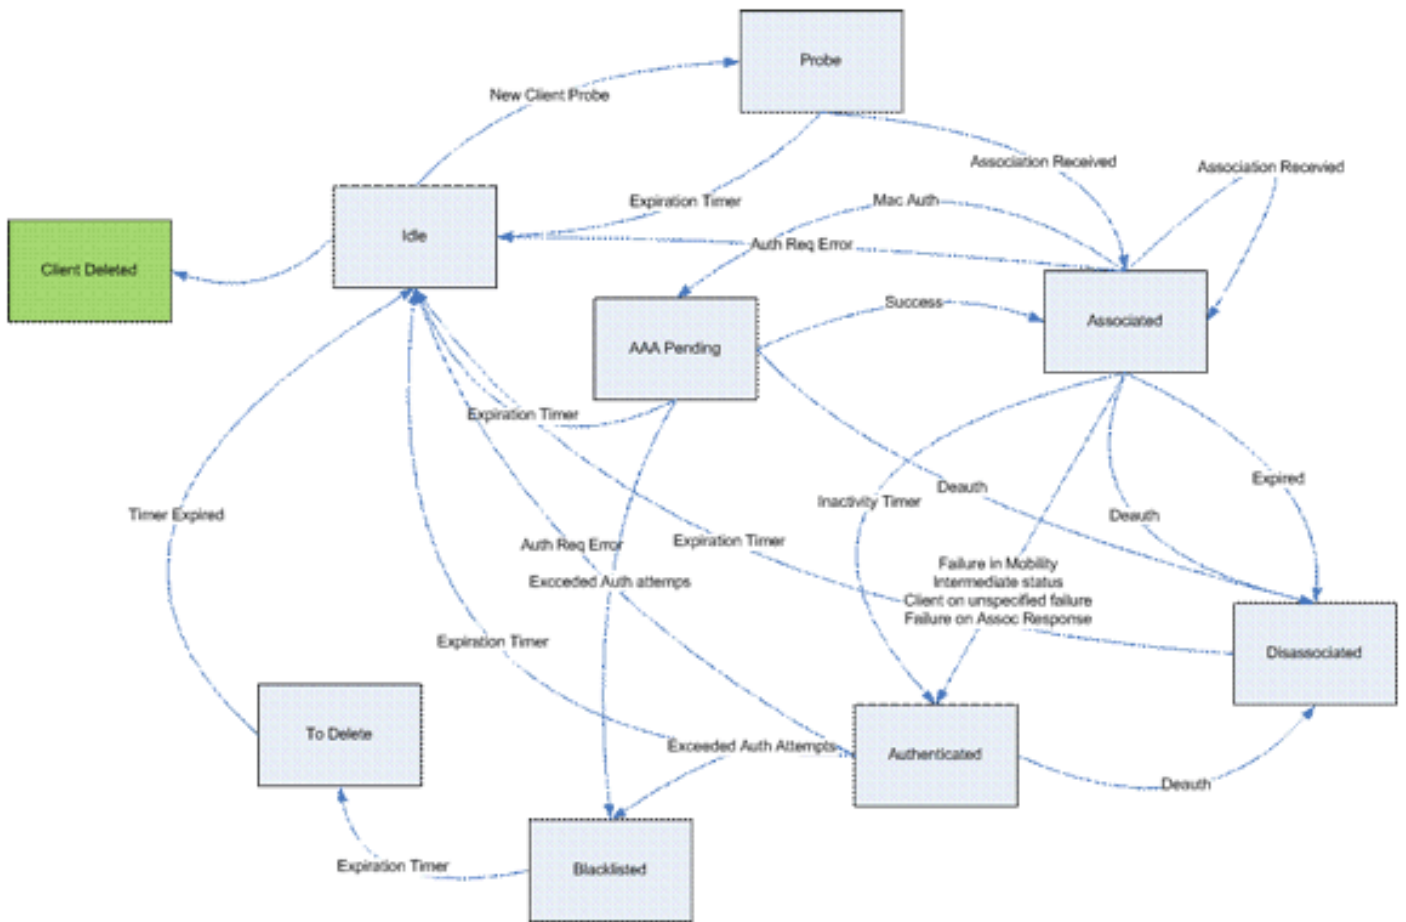 Probe
New Client Probe
Association Received
Association Recevied
Expiration Timer
Mac Auth
Idle
Auth Req Error
Client Deleted
Success
Associated
AAA Pending
Expiration Timer
Deauth
Expired
Inactivity Timer
Deauth
Timer Expired
Auth Req Error
Expiration Timer
Exceeded Auth attemps
Failure in Mobility
Intermediate status
Client on unspecified failure
Failure on Assoc Response
Expiration Timer
Disassociated
To Delete
Exceeded Auth Attempts
Authenticated
Deauth
Expiration Timer
Blacklisted